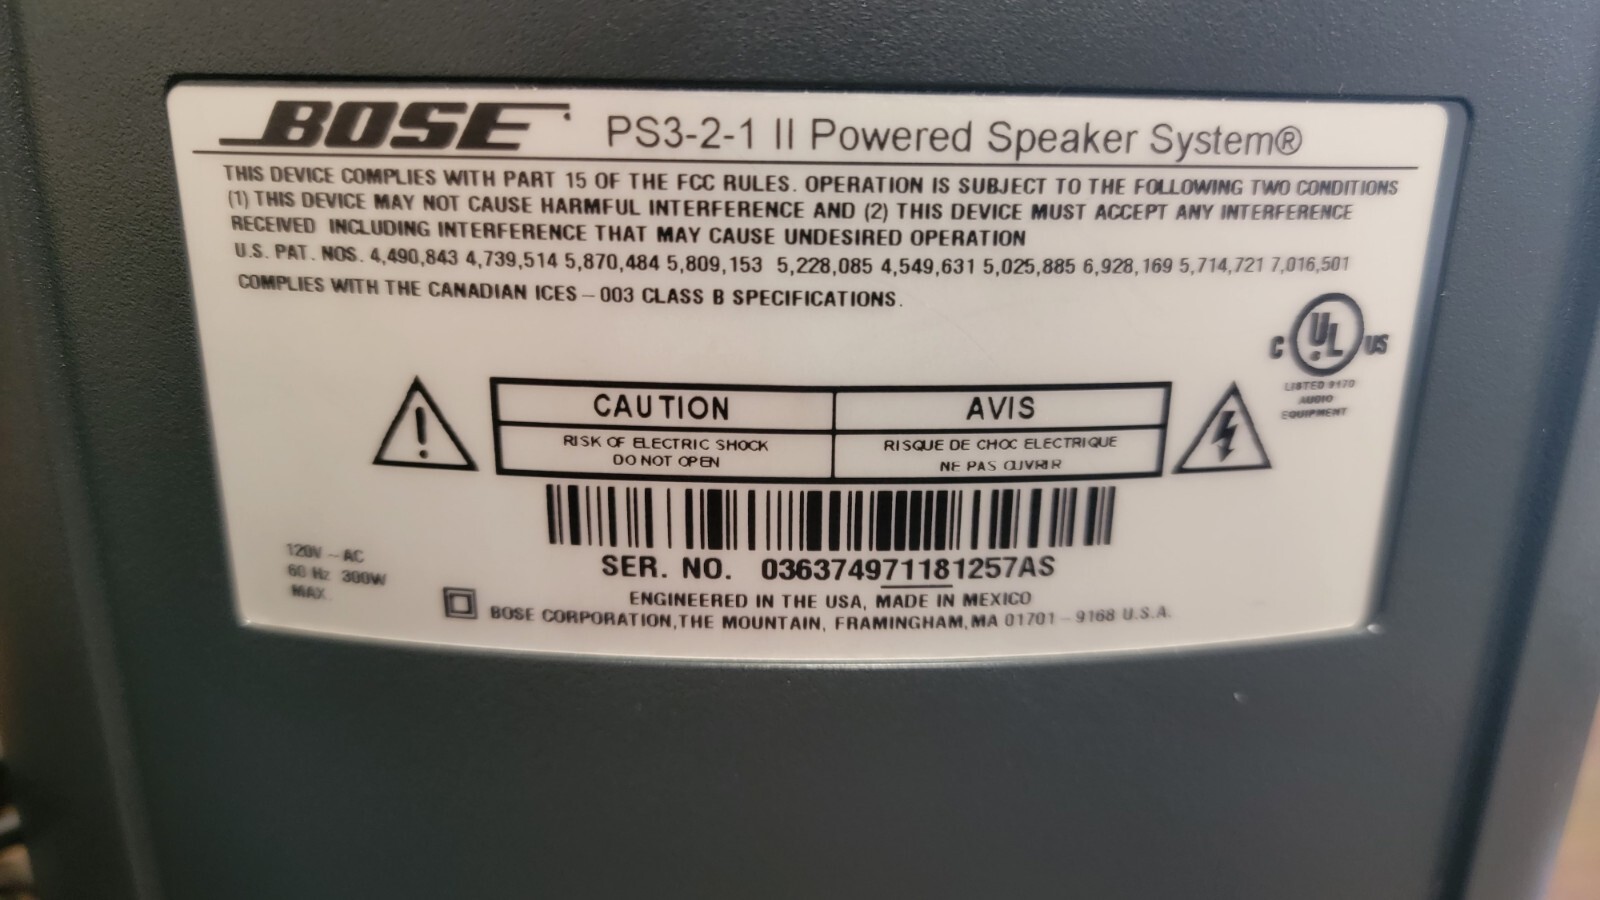 BOSE PS3-2-1 II Powered Speaker System®
THIS DEVICE COMPLIES WITH PART 15 OF THE FCC RULES. OPERATION IS SUBJECT TO THE FOLLOWING TWO CONDITIONS
(1) THIS DEVICE MAY NOT CAUSE HARMFUL INTERFERENCE AND (2) THIS DEVICE MUST ACCEPT ANY INTERFERENCE
RECEIVED INCLUDING INTERFERENCE THAT MAY CAUSE UNDESIRED OPERATION
U.S. PAT. NOS. 4,490,843 4,739,514 5,870,484 5,809,153 5,228,085 4,549,631 5,025,885 6,928,169 5,714,721 7,016,501
COMPLIES WITH THE CANADIAN ICES - 003 CLASS B SPECIFICATIONS.
C UL® US
LISTED 9170
AUDIO
EQUIPMENT
CAUTION
RISK OF ELECTRIC SHOCK
DO NOT OPEN
AVIS
RISQUE DE CHOC ELECTRIQUE
NE PAS OUVRIR
120V ~ AC
60 Hz 300W
MAX
SER. NO. 036374971181257AS
ENGINEERED IN THE USA, MADE IN MEXICO
BOSE CORPORATION, THE MOUNTAIN, FRAMINGHAM, MA 01701 - 9168 U.S.A.